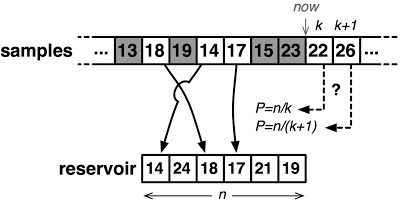 now
k k+1
samples ... 13 18 19 14 17 15 23 22 26 ...
?
P=n/k
P=n/(k+1)
reservoir 14 24 18 17 21 19
n